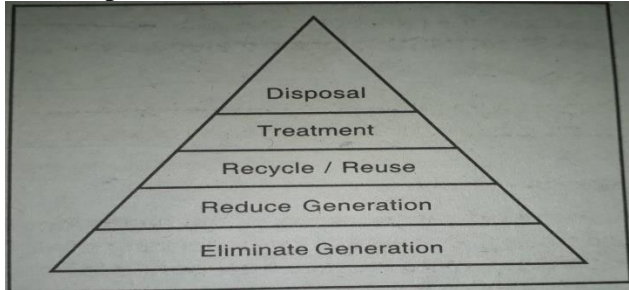 Disposal
Treatment
Recycle / Reuse
Reduce Generation
Eliminate Generation